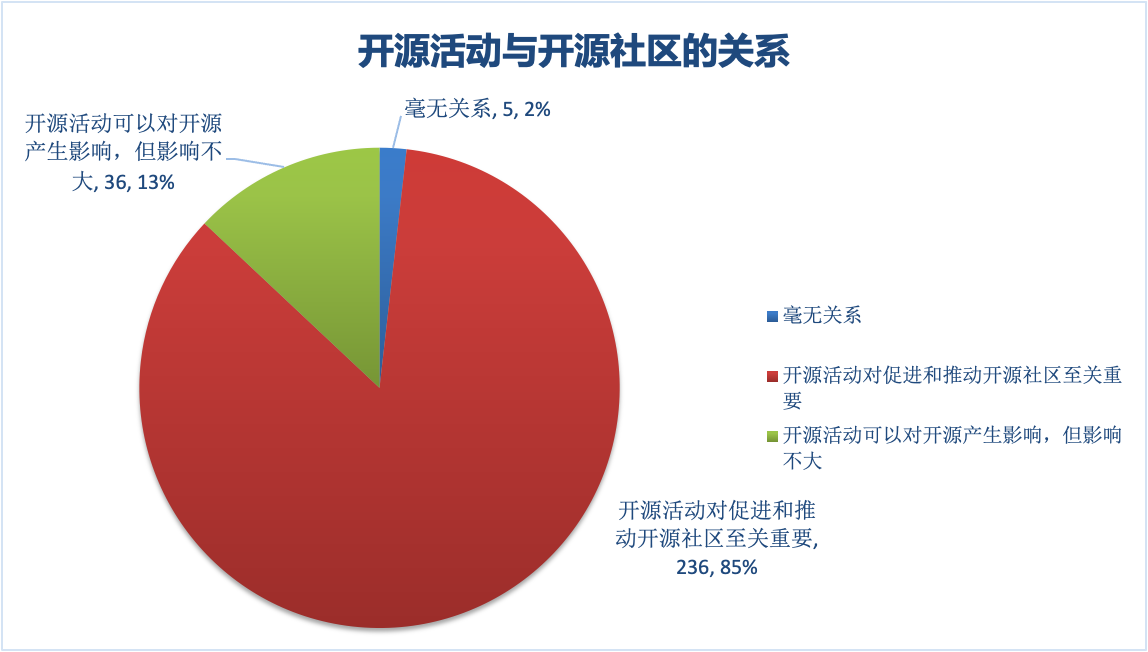 开源活动与开源社区的关系
毫无关系, 5, 2%
开源活动可以对开源
产生影响，但影响不
大, 36, 13%
毫无关系
开源活动对促进和推动开源社区至关重
要
开源活动可以对开源产生影响，但影响
不大
开源活动对促进和推
动开源社区至关重要,
236, 85%